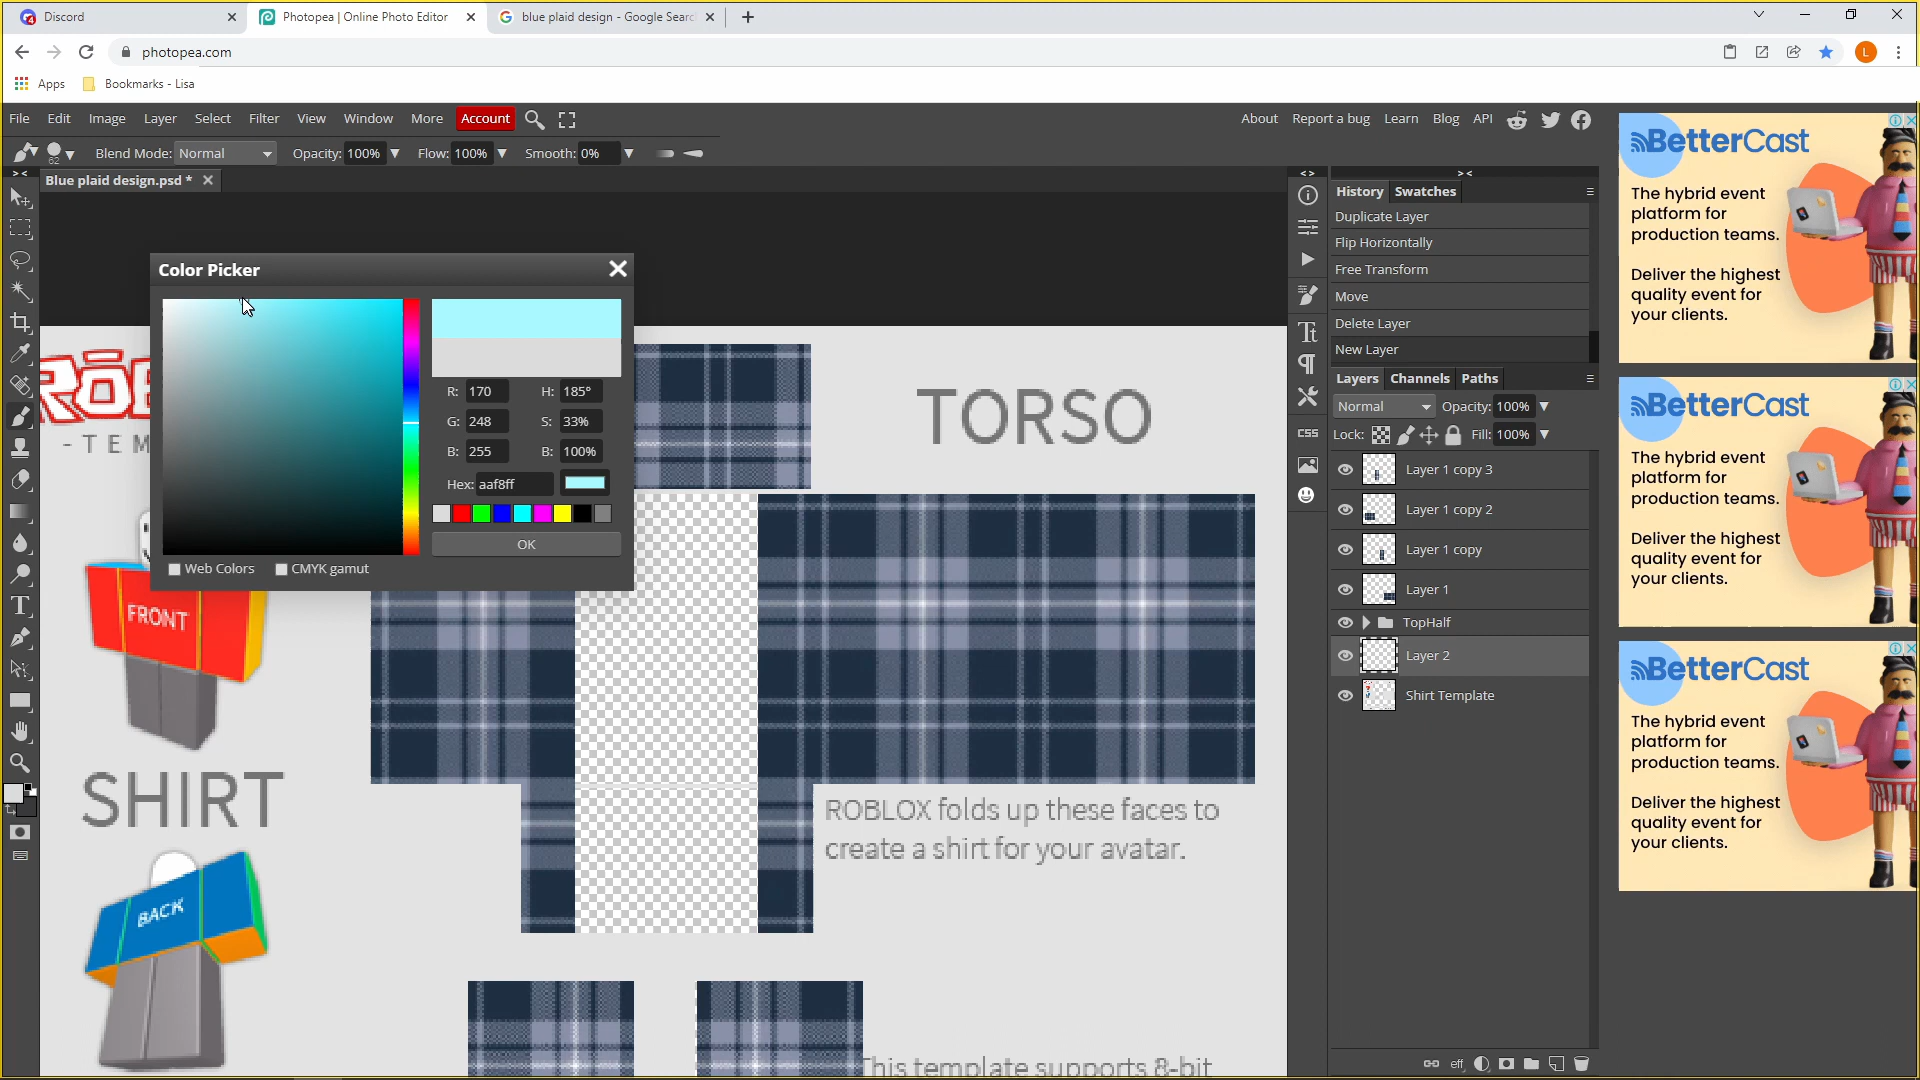 Discord
Photopea | Online Photo Editor
blue plaid design - Google Searc
photopea.com
L
Apps
Bookmarks - Lisa
File Edit Image Layer Select Filter View Window More Account
About Report a bug Learn Blog API
62 Blend Mode: Normal Opacity: 100% Flow: 100% Smooth: 0%
Blue plaid design.psd *
Color Picker
R: 170 H: 185°
G: 248 S: 33%
B: 255 B: 100%
Hex: aaf8ff
OK
Web Colors CMYK gamut
- T E M
FRONT
SHIRT
BACK
TORSO
ROBLOX folds up these faces to
create a shirt for your avatar.
This template supports 8-bit
CSS
History Swatches
Duplicate Layer
Flip Horizontally
Free Transform
Move
Delete Layer
New Layer
Layers Channels Paths
Normal Opacity: 100%
Lock: Fill: 100%
Layer 1 copy 3
Layer 1 copy 2
Layer 1 copy
Layer 1
TopHalf
Layer 2
Shirt Template
eff
BetterCast
The hybrid event
platform for
production teams.
Deliver the highest
quality event for
your clients.
BetterCast
The hybrid event
platform for
production teams.
Deliver the highest
quality event for
your clients.
BetterCast
The hybrid event
platform for
production teams.
Deliver the highest
quality event for
your clients.